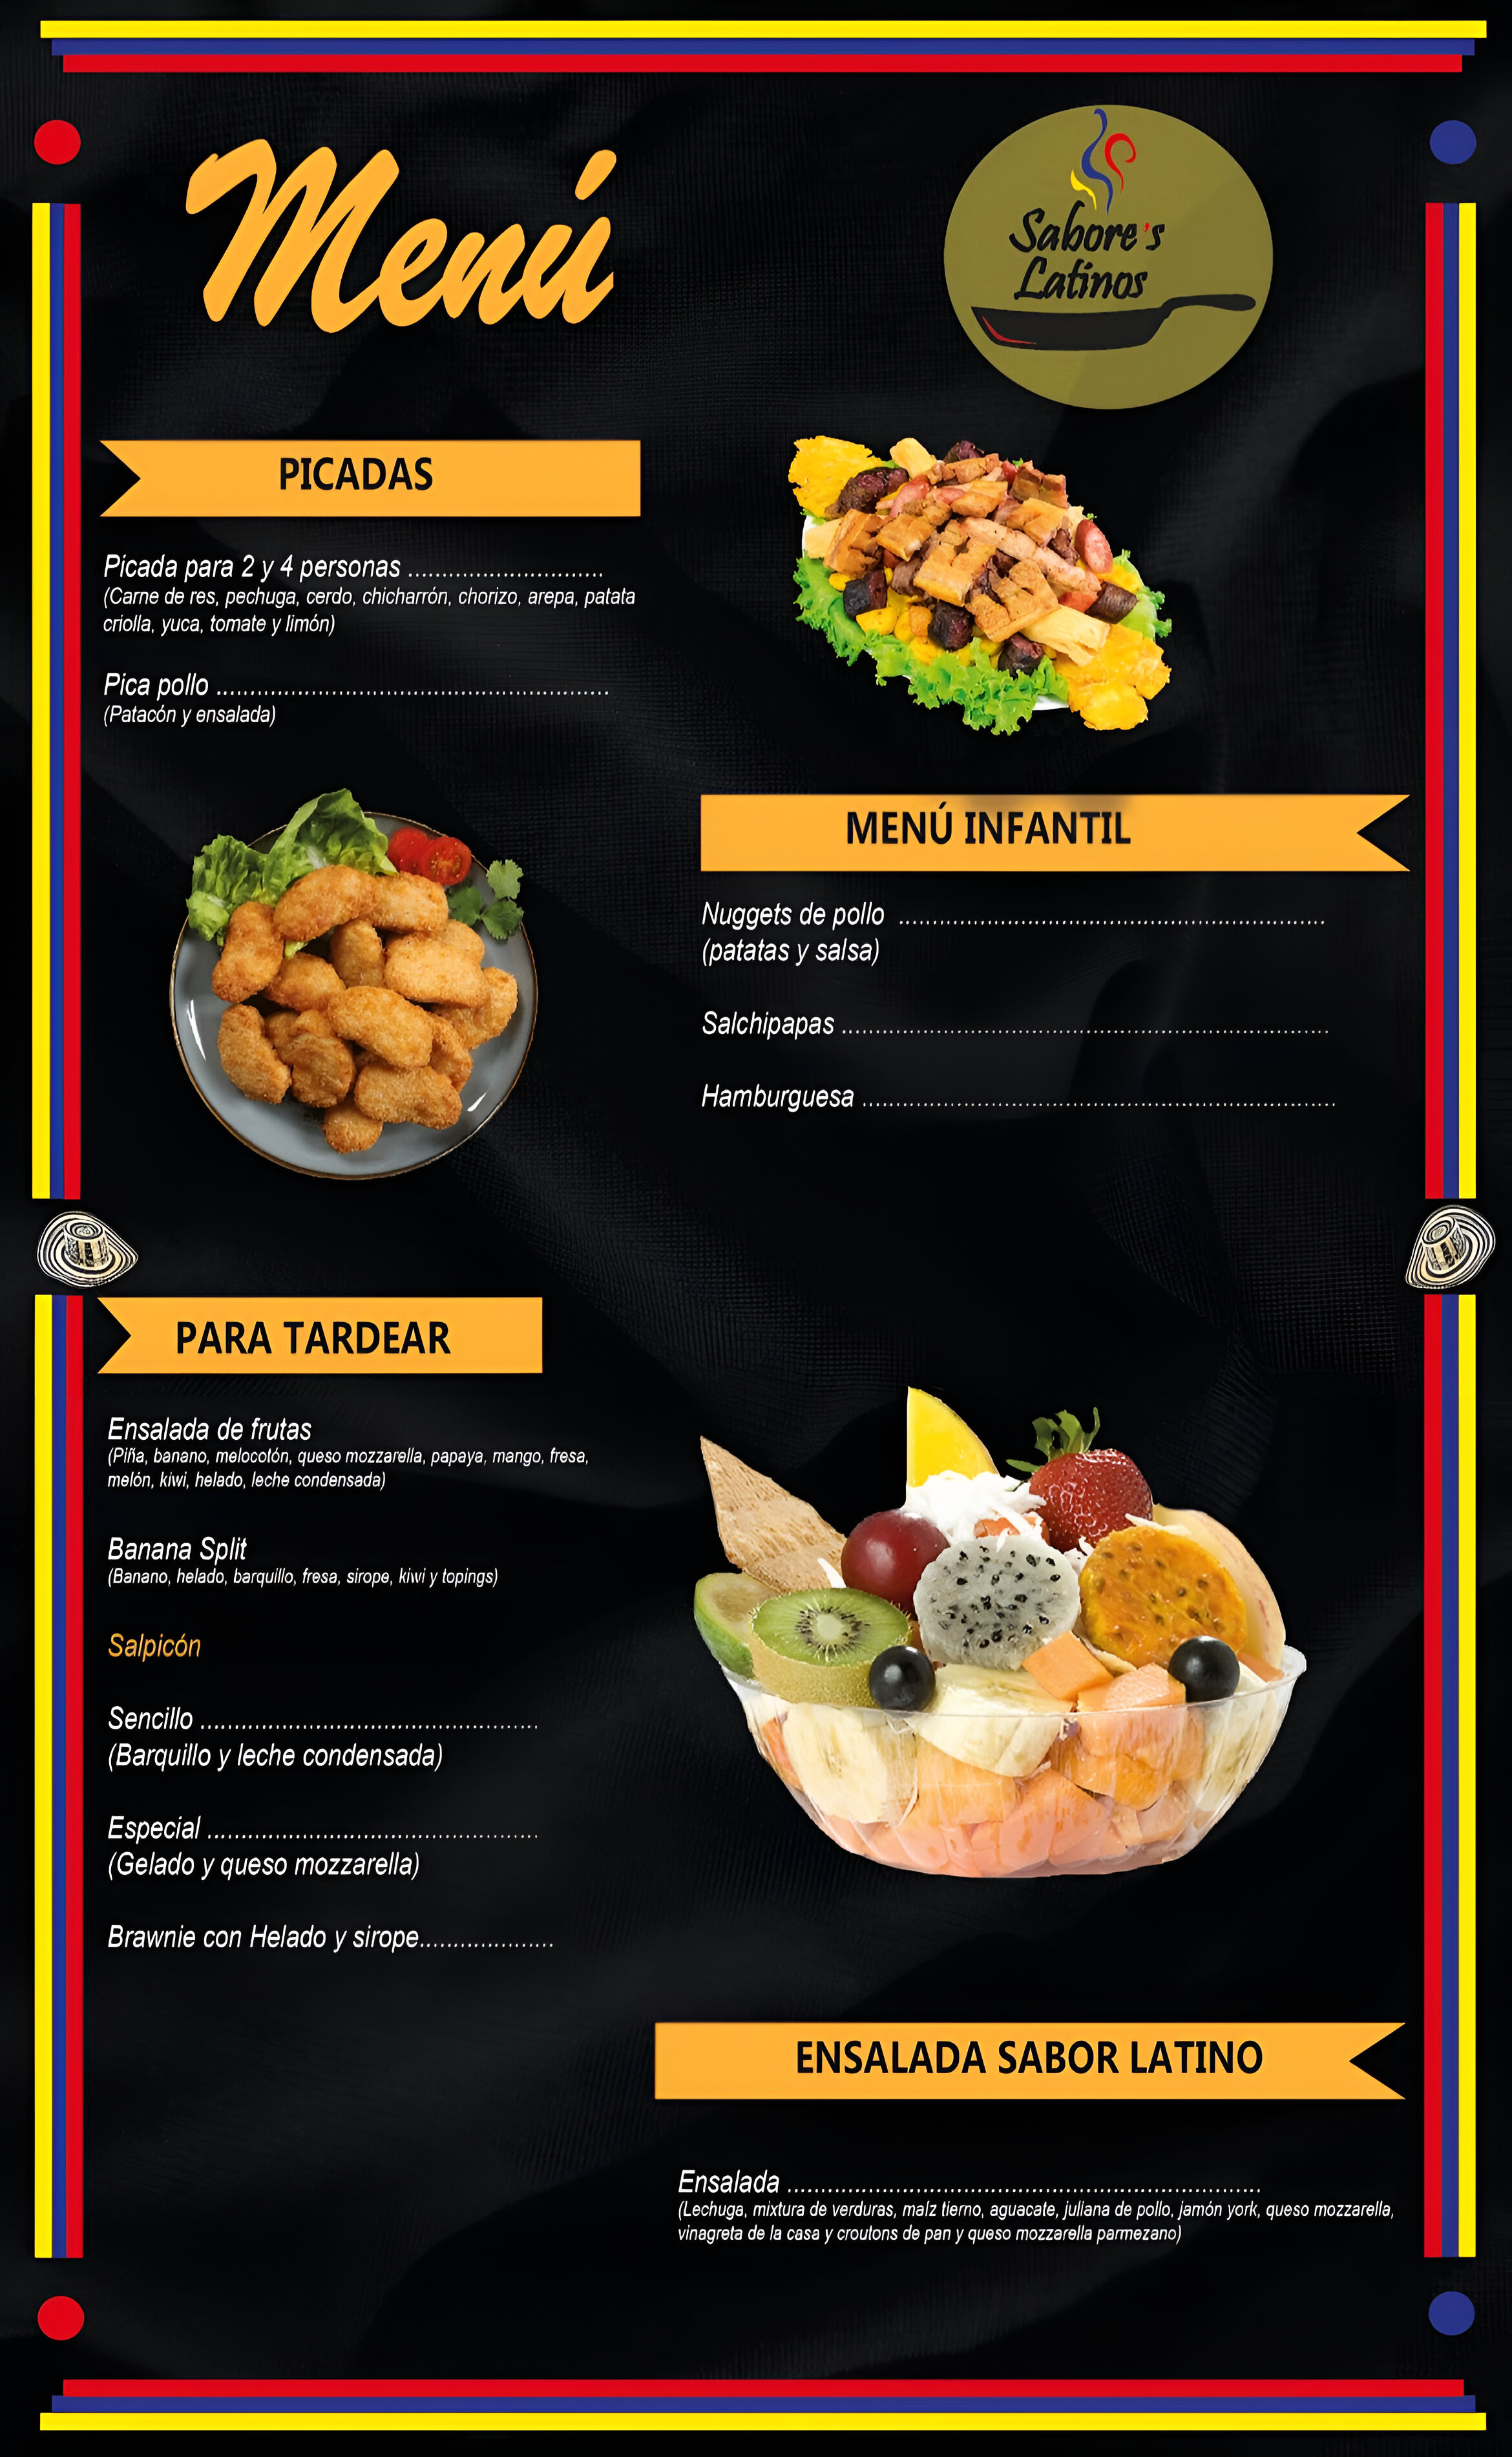 Menú
Sabore's
Latinos
PICADAS
Picada para 2 y 4 personas .............................
(Carne de res, pechuga, cerdo, chicharrón, chorizo, arepa, patata
criolla, yuca, tomate y limón)
Pica pollo ..........................................................
(Patacón y ensalada)
MENÚ INFANTIL
Nuggets de pollo ...............................................................
(patatas y salsa)
Salchipapas ........................................................................
Hamburguesa ......................................................................
PARA TARDEAR
Ensalada de frutas
(Piña, banano, melocotón, queso mozzarella, papaya, mango, fresa,
melón, kiwi, helado, leche condensada)
Banana Split
(Banano, helado, barquillo, fresa, sirope, kiwi y topings)
Salpicón
Sencillo ..................................................
(Barquillo y leche condensada)
Especial .................................................
(Gelado y queso mozzarella)
Brawnie con Helado y sirope....................
ENSALADA SABOR LATINO
Ensalada ......................................................................
(Lechuga, mixtura de verduras, maíz tierno, aguacate, juliana de pollo, jamón york, queso mozzarella,
vinagreta de la casa y croutons de pan y queso mozzarella parmezano)